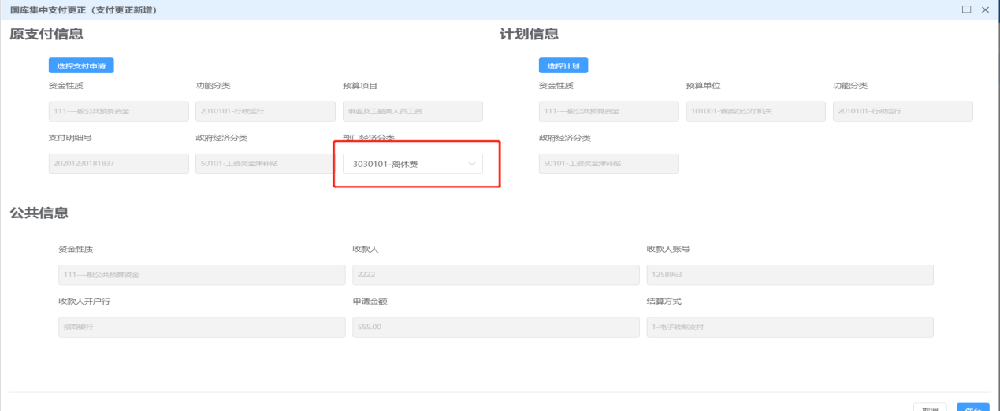 国库集中支付更正（支付更正新增）
原支付信息
计划信息
选择支付申请
选择计划
资金性质 功能分类 预算项目 资金性质 预算单位 功能分类
111-一般公共预算资金 2010101-行政运行 事业及工勤类人员工资 111-一般公共预算资金 101001-省委办公厅机关 2010101-行政运行
支付明细号 政府经济分类 部门经济分类 政府经济分类
20201230181837 50101-工资奖金津补贴 3030101-离休费 50101-工资奖金津补贴
公共信息
资金性质 收款人 收款人账号
111-一般公共预算资金 2222 1258963
收款人开户行 申请金额 结算方式
招商银行 555.00 1-电子转账支付
取消 保存